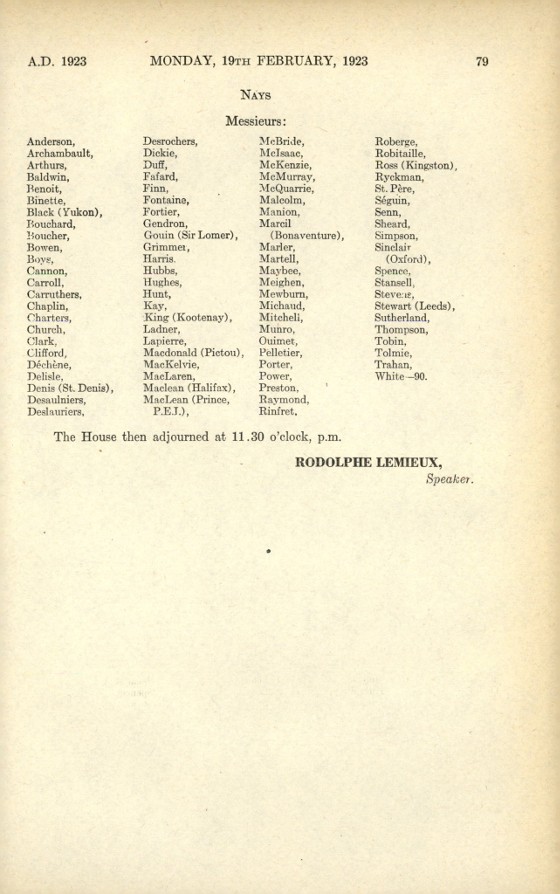 A.D. 1923 MONDAY, 19TH FEBRUARY, 1923 79
NAYS
Messieurs:
Anderson,
Archambault,
Arthurs,
Baldwin,
Benoit,
Binette,
Black (Yukon),
Bouchard,
Boucher,
Bowen,
Boys,
Cannon,
Carroll,
Carruthers,
Chaplin,
Charters,
Church,
Clark,
Clifford,
Déchène,
Delisle,
Denis (St. Denis),
Desaulniers,
Deslauriers,
Desrochers,
Dickie,
Duff,
Fafard,
Finn,
Fontaine,
Fortier,
Gendron,
Gouin (Sir Lomer),
Grimmer,
Harris.
Hubbs,
Hughes,
Hunt,
Kay,
King (Kootenay),
Ladner,
Lapierre,
Macdonald (Pictou),
MacKelvie,
MacLaren,
Maclean (Halifax),
MacLean (Prince,
P.E.I.),
McBride,
McIsaac,
McKenzie,
McMurray,
McQuarrie,
Malcolm,
Manion,
Marcil
(Bonaventure),
Marler,
Martell,
Maybee,
Meighen,
Mewburn,
Michaud,
Mitchell,
Munro,
Ouimet,
Pelletier,
Porter,
Power,
Preston,
Raymond,
Rinfret,
Roberge,
Robitaille,
Ross (Kingston),
Ryckman,
St. Père,
Séguin,
Senn,
Sheard,
Simpson,
Sinclair
(Oxford),
Spence,
Stansell,
Stevens,
Stewart (Leeds),
Sutherland,
Thompson,
Tobin,
Tolmie,
Trahan,
White—90.
The House then adjourned at 11.30 o'clock, p.m.
RODOLPHE LEMIEUX,
Speaker.